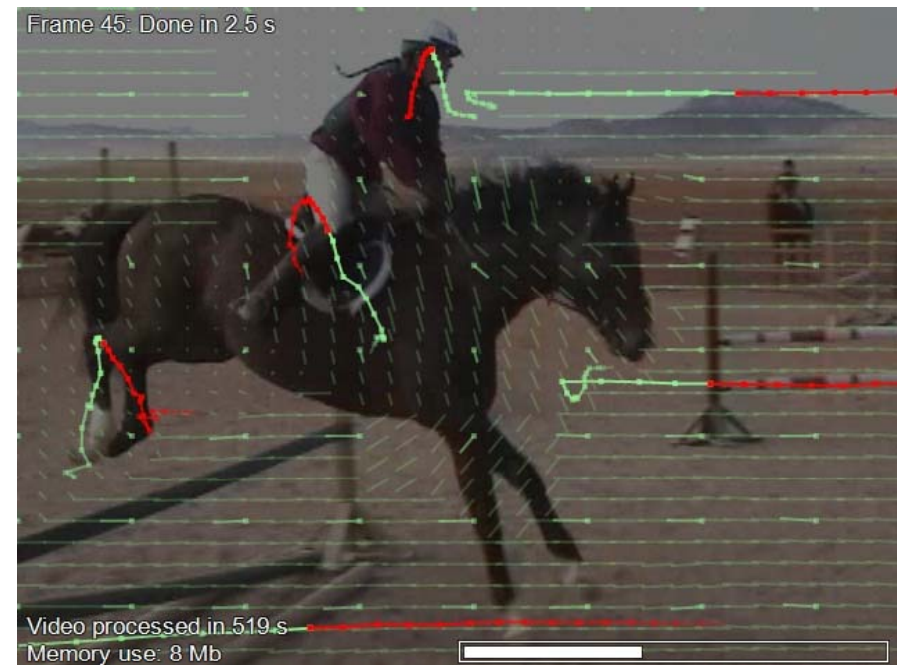 Frame 45: Done in 2.5 s
Video processed in 519 s
Memory use: 8 Mb